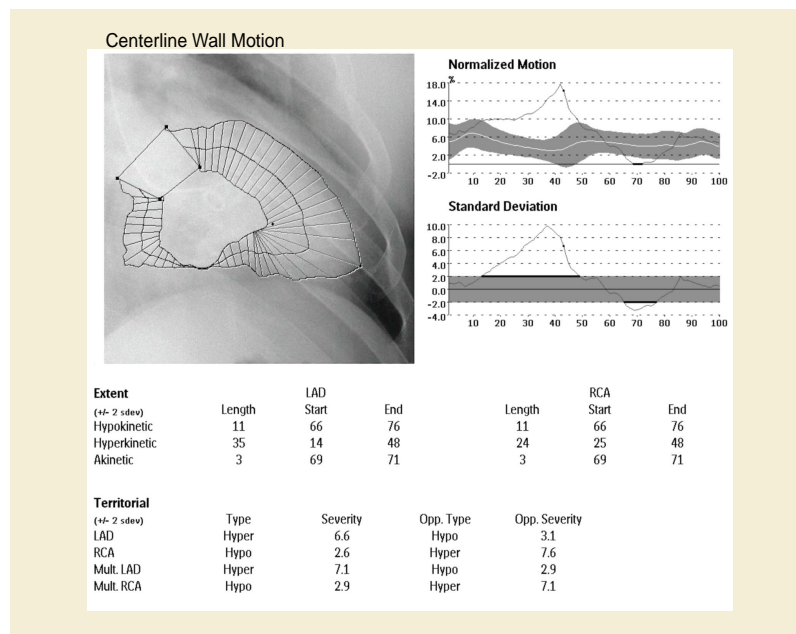 Centerline Wall Motion
Normalized Motion
%
18.0
14.0
10.0
6.0
2.0
-2.0
10 20 30 40 50 60 70 80 90 100
Standard Deviation
10.0
8.0
6.0
4.0
2.0
0.0
-2.0
-4.0
10 20 30 40 50 60 70 80 90 100
Extent LAD RCA
(+/- 2 sdev) Length Start End Length Start End
Hypokinetic 11 66 76 11 66 76
Hyperkinetic 35 14 48 24 25 48
Akinetic 3 69 71 3 69 71
Territorial
(+/- 2 sdev) Type Severity Opp. Type Opp. Severity
LAD Hyper 6.6 Hypo 3.1
RCA Hypo 2.6 Hyper 7.6
Mult. LAD Hyper 7.1 Hypo 2.9
Mult. RCA Hypo 2.9 Hyper 7.1